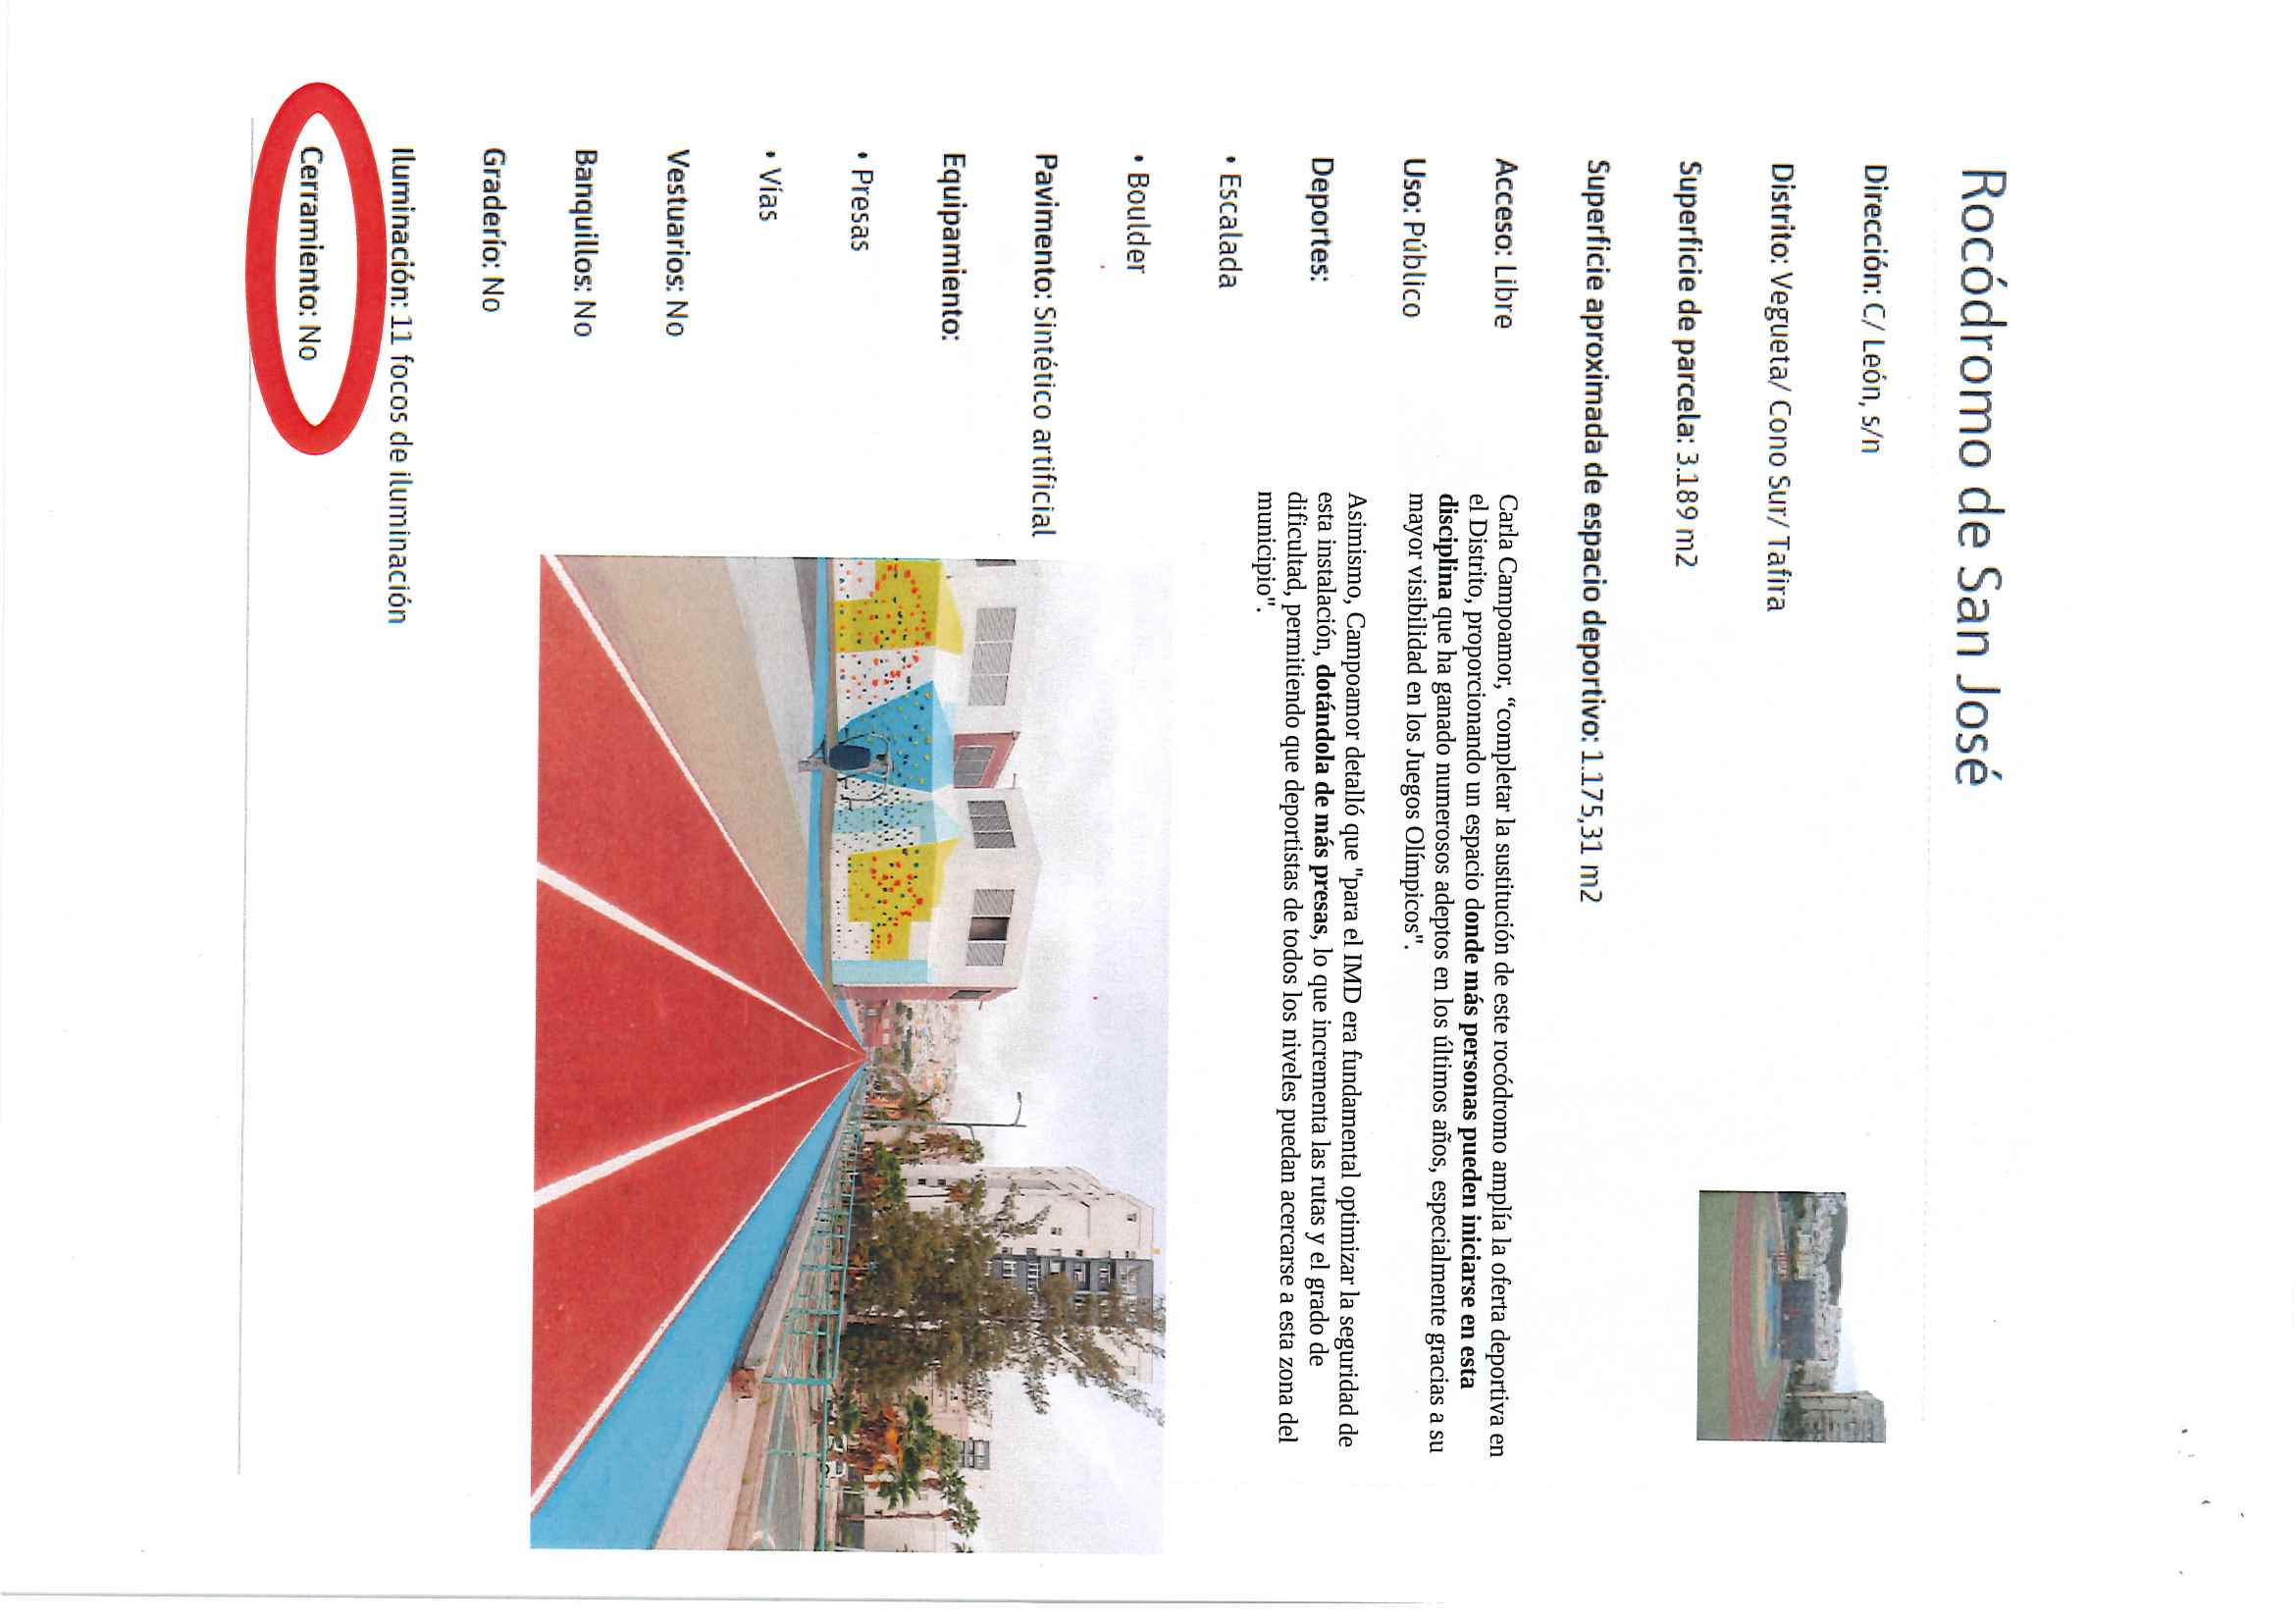 Rocódromo de San José
Dirección: C/ León, s/n
Distrito: Vegueta/ Cono Sur/ Tafira
Superficie de parcela: 3.189 m2
Superficie aproximada de espacio deportivo: 1.175,31 m2
Acceso: Libre
Uso: Público
Deportes:
• Escalada
• Boulder
Carla Campoamor, “completar la sustitución de este rocódromo amplía la oferta deportiva en
el Distrito, proporcionando un espacio donde más personas pueden iniciarse en esta
disciplina que ha ganado numerosos adeptos en los últimos años, especialmente gracias a su
mayor visibilidad en los Juegos Olímpicos".
Asimismo, Campoamor detalló que "para el IMD era fundamental optimizar la seguridad de
esta instalación, dotándola de más presas, lo que incrementa las rutas y el grado de
dificultad, permitiendo que deportistas de todos los niveles puedan acercarse a esta zona del
municipio".
Pavimento: Sintético artificial
Equipamiento:
• Presas
• Vías
Vestuarios: No
Banquillos: No
Graderío: No
Iluminación: 11 focos de iluminación
Cerramiento: No